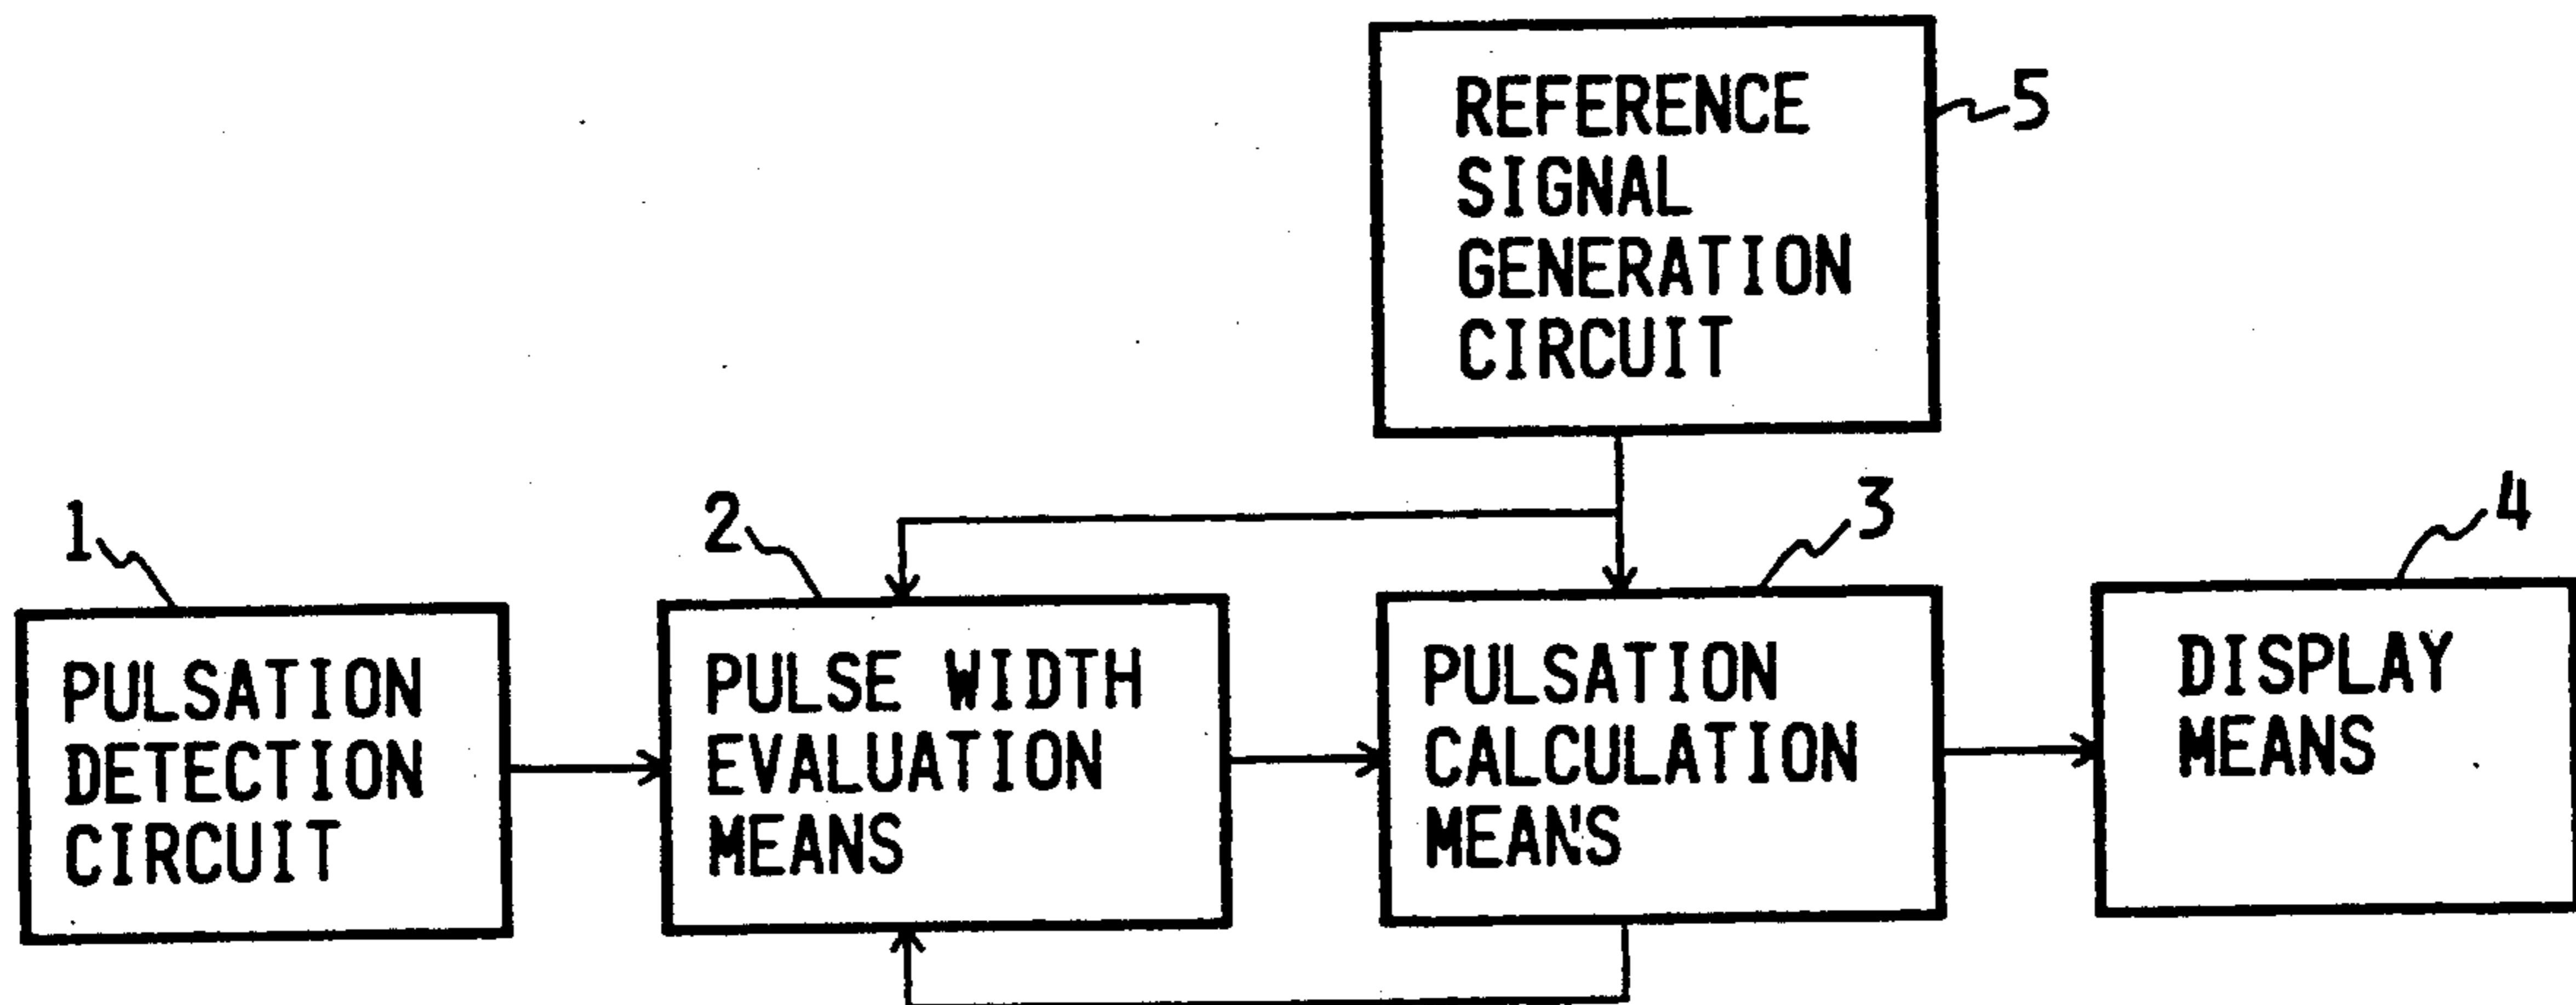 REFERENCE
SIGNAL
GENERATION
CIRCUIT
5
1
2
3
4
PULSATION
DETECTION
CIRCUIT
PULSE WIDTH
EVALUATION
MEANS
PULSATION
CALCULATION
MEANS
DISPLAY
MEANS